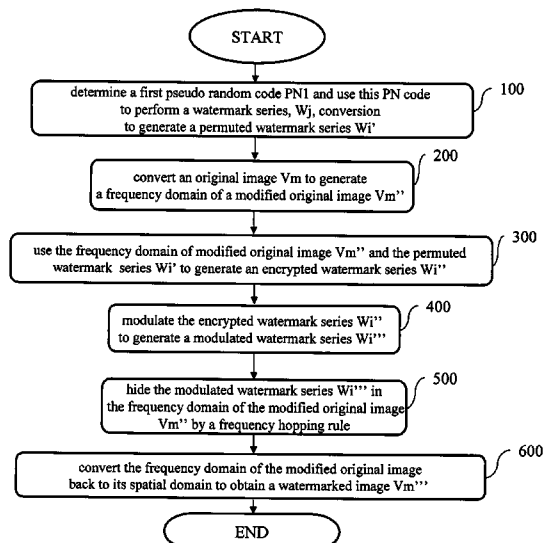 START
determine a first pseudo random code PN1 and use this PN code
to perform a watermark series, Wj, conversion
to generate a permuted watermark series Wi’
100
200
convert an original image Vm to generate
a frequency domain of a modified original image Vm’’
300
use the frequency domain of modified original image Vm’’ and the permuted
watermark series Wi’ to generate an encrypted watermark series Wi’’
400
modulate the encrypted watermark series Wi’’
to generate a modulated watermark series Wi’’’
500
hide the modulated watermark series Wi’’’ in
the frequency domain of the modified original image
Vm’’ by a frequency hopping rule
600
convert the frequency domain of the modified original image
back to its spatial domain to obtain a watermarked image Vm’’’
END